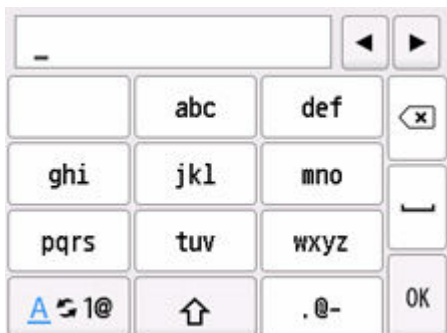 _
abc def
ghi jkl mno
pqrs tuv wxyz
A 1@ .@- OK